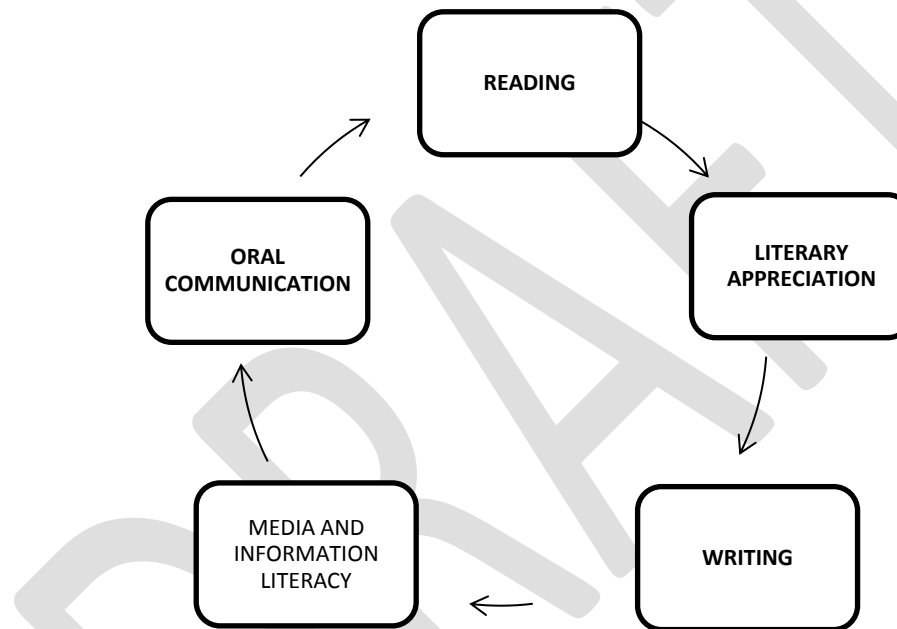 READING
ORAL
COMMUNICATION
LITERARY
APPRECIATION
MEDIA AND
INFORMATION
LITERACY
WRITING
DRAFT